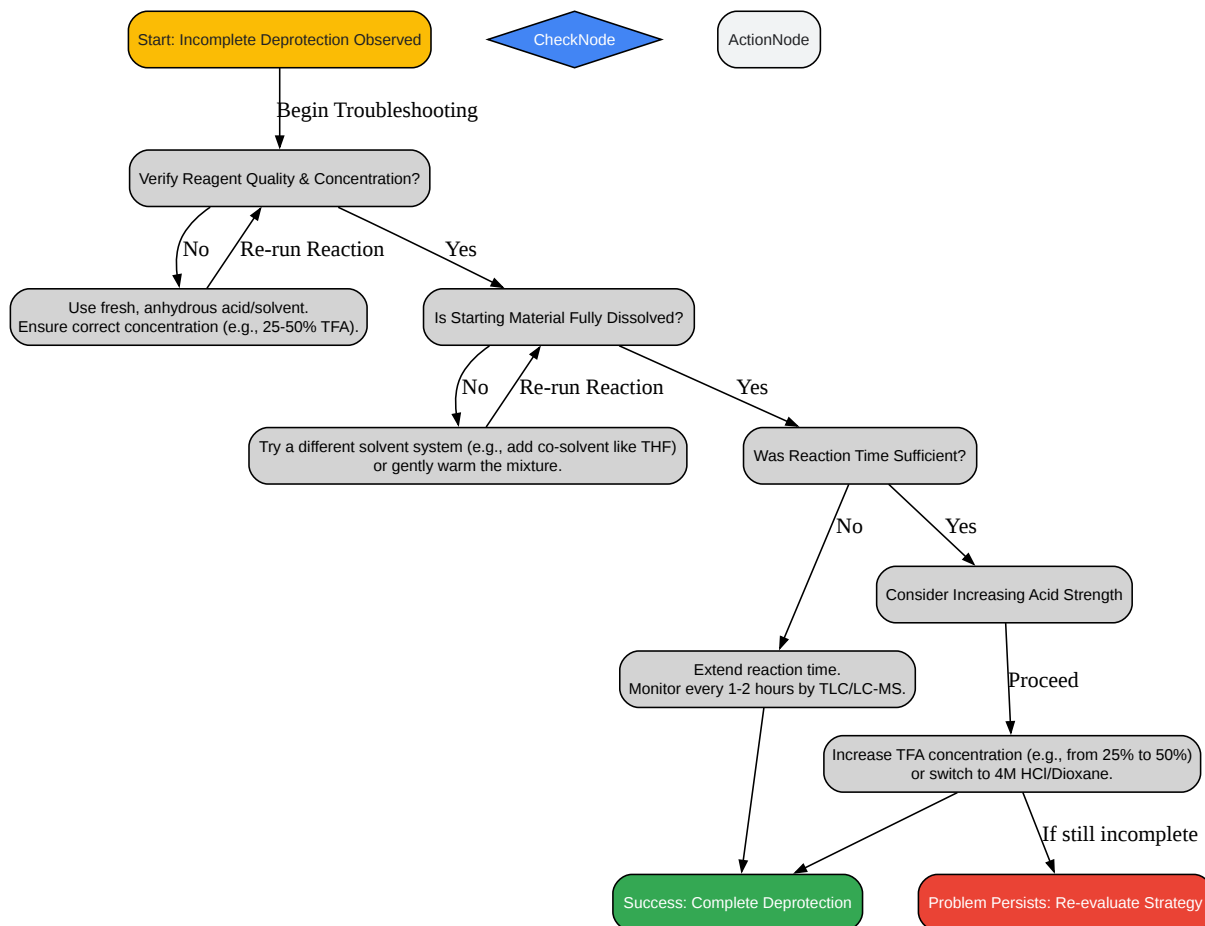 Start: Incomplete Deprotection Observed
CheckNode
ActionNode
Begin Troubleshooting
Verify Reagent Quality & Concentration?
No
Re-run Reaction
Yes
Use fresh, anhydrous acid/solvent.
Ensure correct concentration (e.g., 25-50% TFA).
Is Starting Material Fully Dissolved?
No
Re-run Reaction
Yes
Try a different solvent system (e.g., add co-solvent like THF)
or gently warm the mixture.
Was Reaction Time Sufficient?
No
Yes
Consider Increasing Acid Strength
Extend reaction time.
Monitor every 1-2 hours by TLC/LC-MS.
Proceed
Increase TFA concentration (e.g., from 25% to 50%)
or switch to 4M HCl/Dioxane.
If still incomplete
Success: Complete Deprotection
Problem Persists: Re-evaluate Strategy